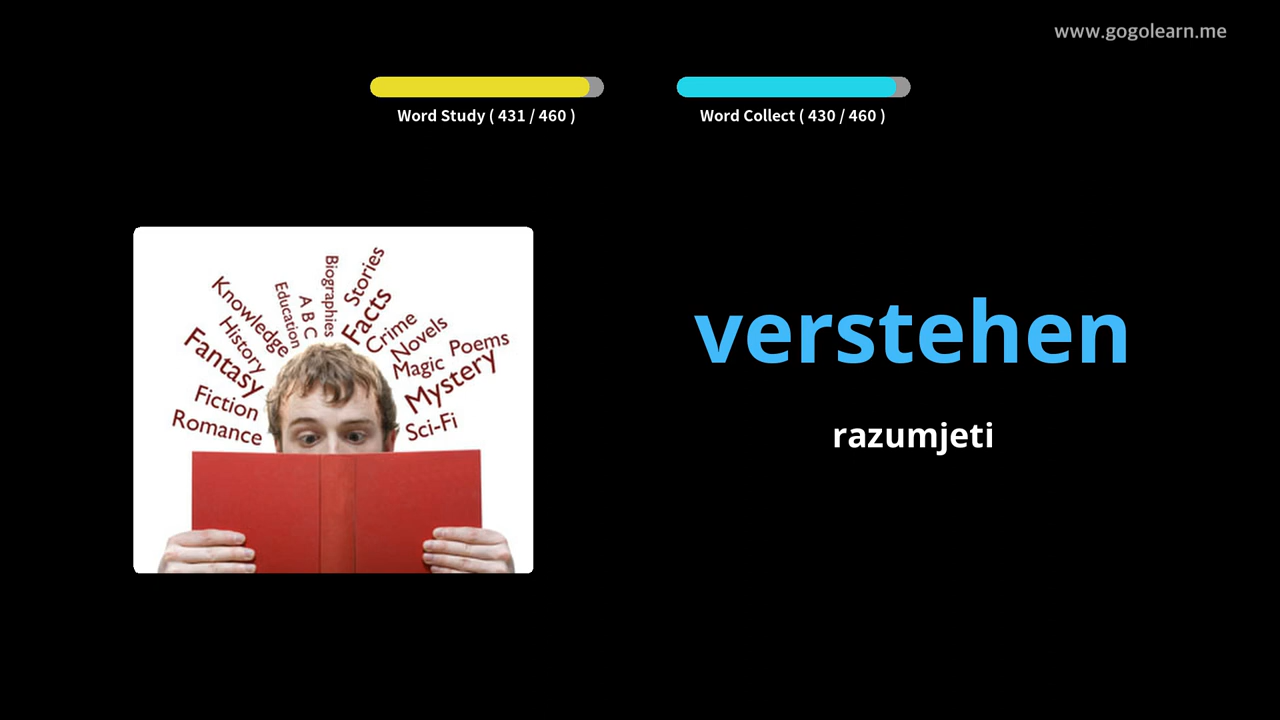 www.gogolearn.me
Word Study ( 431 / 460 )
Word Collect ( 430 / 460 )
Knowledge
History
Fantasy
Fiction
Romance
Education
A B C
Biographies
Stories
Facts
Crime
Novels
Magic
Poems
Mystery
Sci-Fi
verstehen
razumjeti